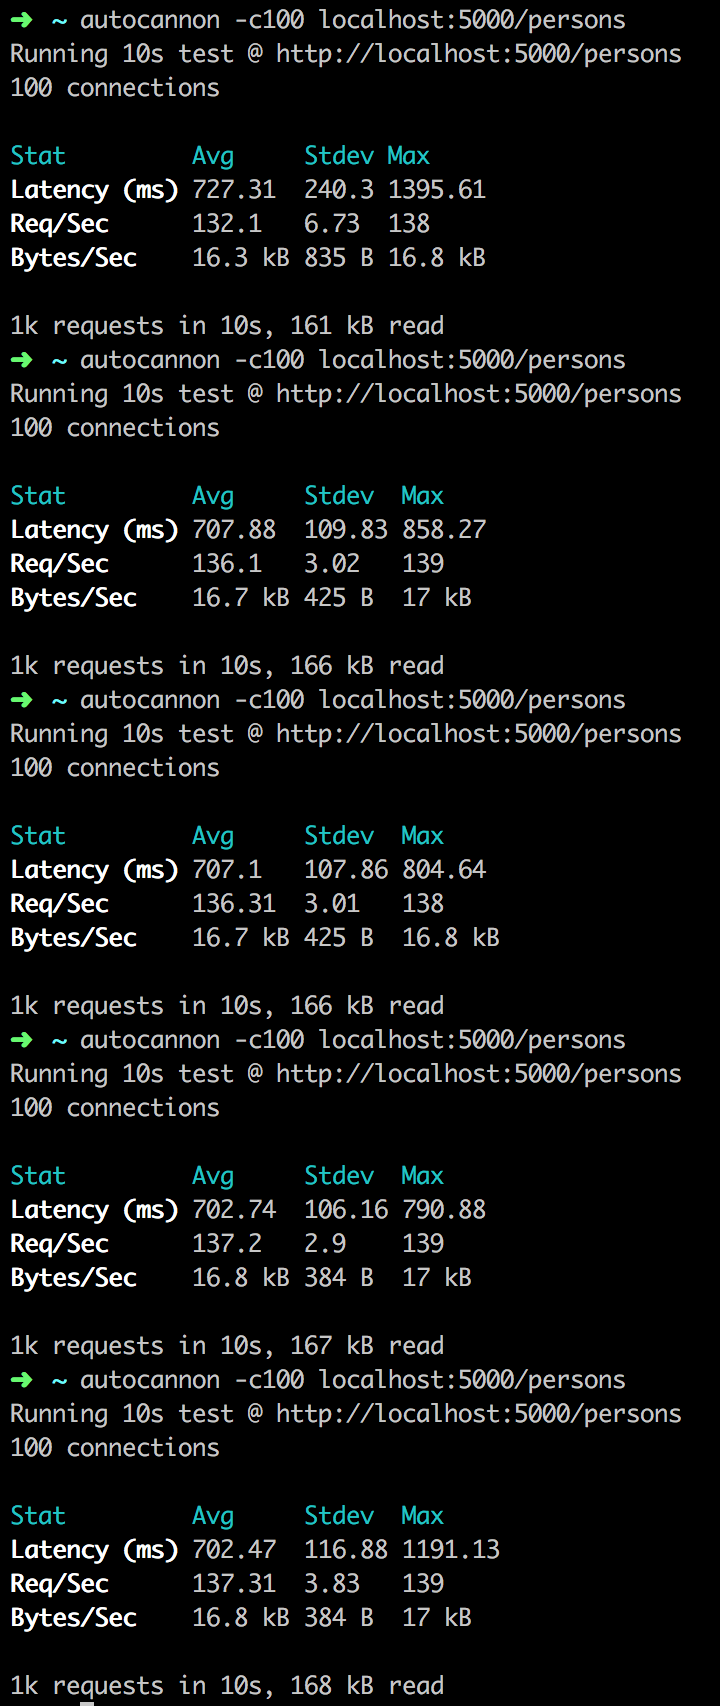 ➜ ~ autocannon -c100 localhost:5000/persons
Running 10s test @ http://localhost:5000/persons
100 connections
Stat Avg Stdev Max
Latency (ms) 727.31 240.3 1395.61
Req/Sec 132.1 6.73 138
Bytes/Sec 16.3 kB 835 B 16.8 kB
1k requests in 10s, 161 kB read
➜ ~ autocannon -c100 localhost:5000/persons
Running 10s test @ http://localhost:5000/persons
100 connections
Stat Avg Stdev Max
Latency (ms) 707.88 109.83 858.27
Req/Sec 136.1 3.02 139
Bytes/Sec 16.7 kB 425 B 17 kB
1k requests in 10s, 166 kB read
➜ ~ autocannon -c100 localhost:5000/persons
Running 10s test @ http://localhost:5000/persons
100 connections
Stat Avg Stdev Max
Latency (ms) 707.1 107.86 804.64
Req/Sec 136.31 3.01 138
Bytes/Sec 16.7 kB 425 B 16.8 kB
1k requests in 10s, 166 kB read
➜ ~ autocannon -c100 localhost:5000/persons
Running 10s test @ http://localhost:5000/persons
100 connections
Stat Avg Stdev Max
Latency (ms) 702.74 106.16 790.88
Req/Sec 137.2 2.9 139
Bytes/Sec 16.8 kB 384 B 17 kB
1k requests in 10s, 167 kB read
➜ ~ autocannon -c100 localhost:5000/persons
Running 10s test @ http://localhost:5000/persons
100 connections
Stat Avg Stdev Max
Latency (ms) 702.47 116.88 1191.13
Req/Sec 137.31 3.83 139
Bytes/Sec 16.8 kB 384 B 17 kB
1k requests in 10s, 168 kB read